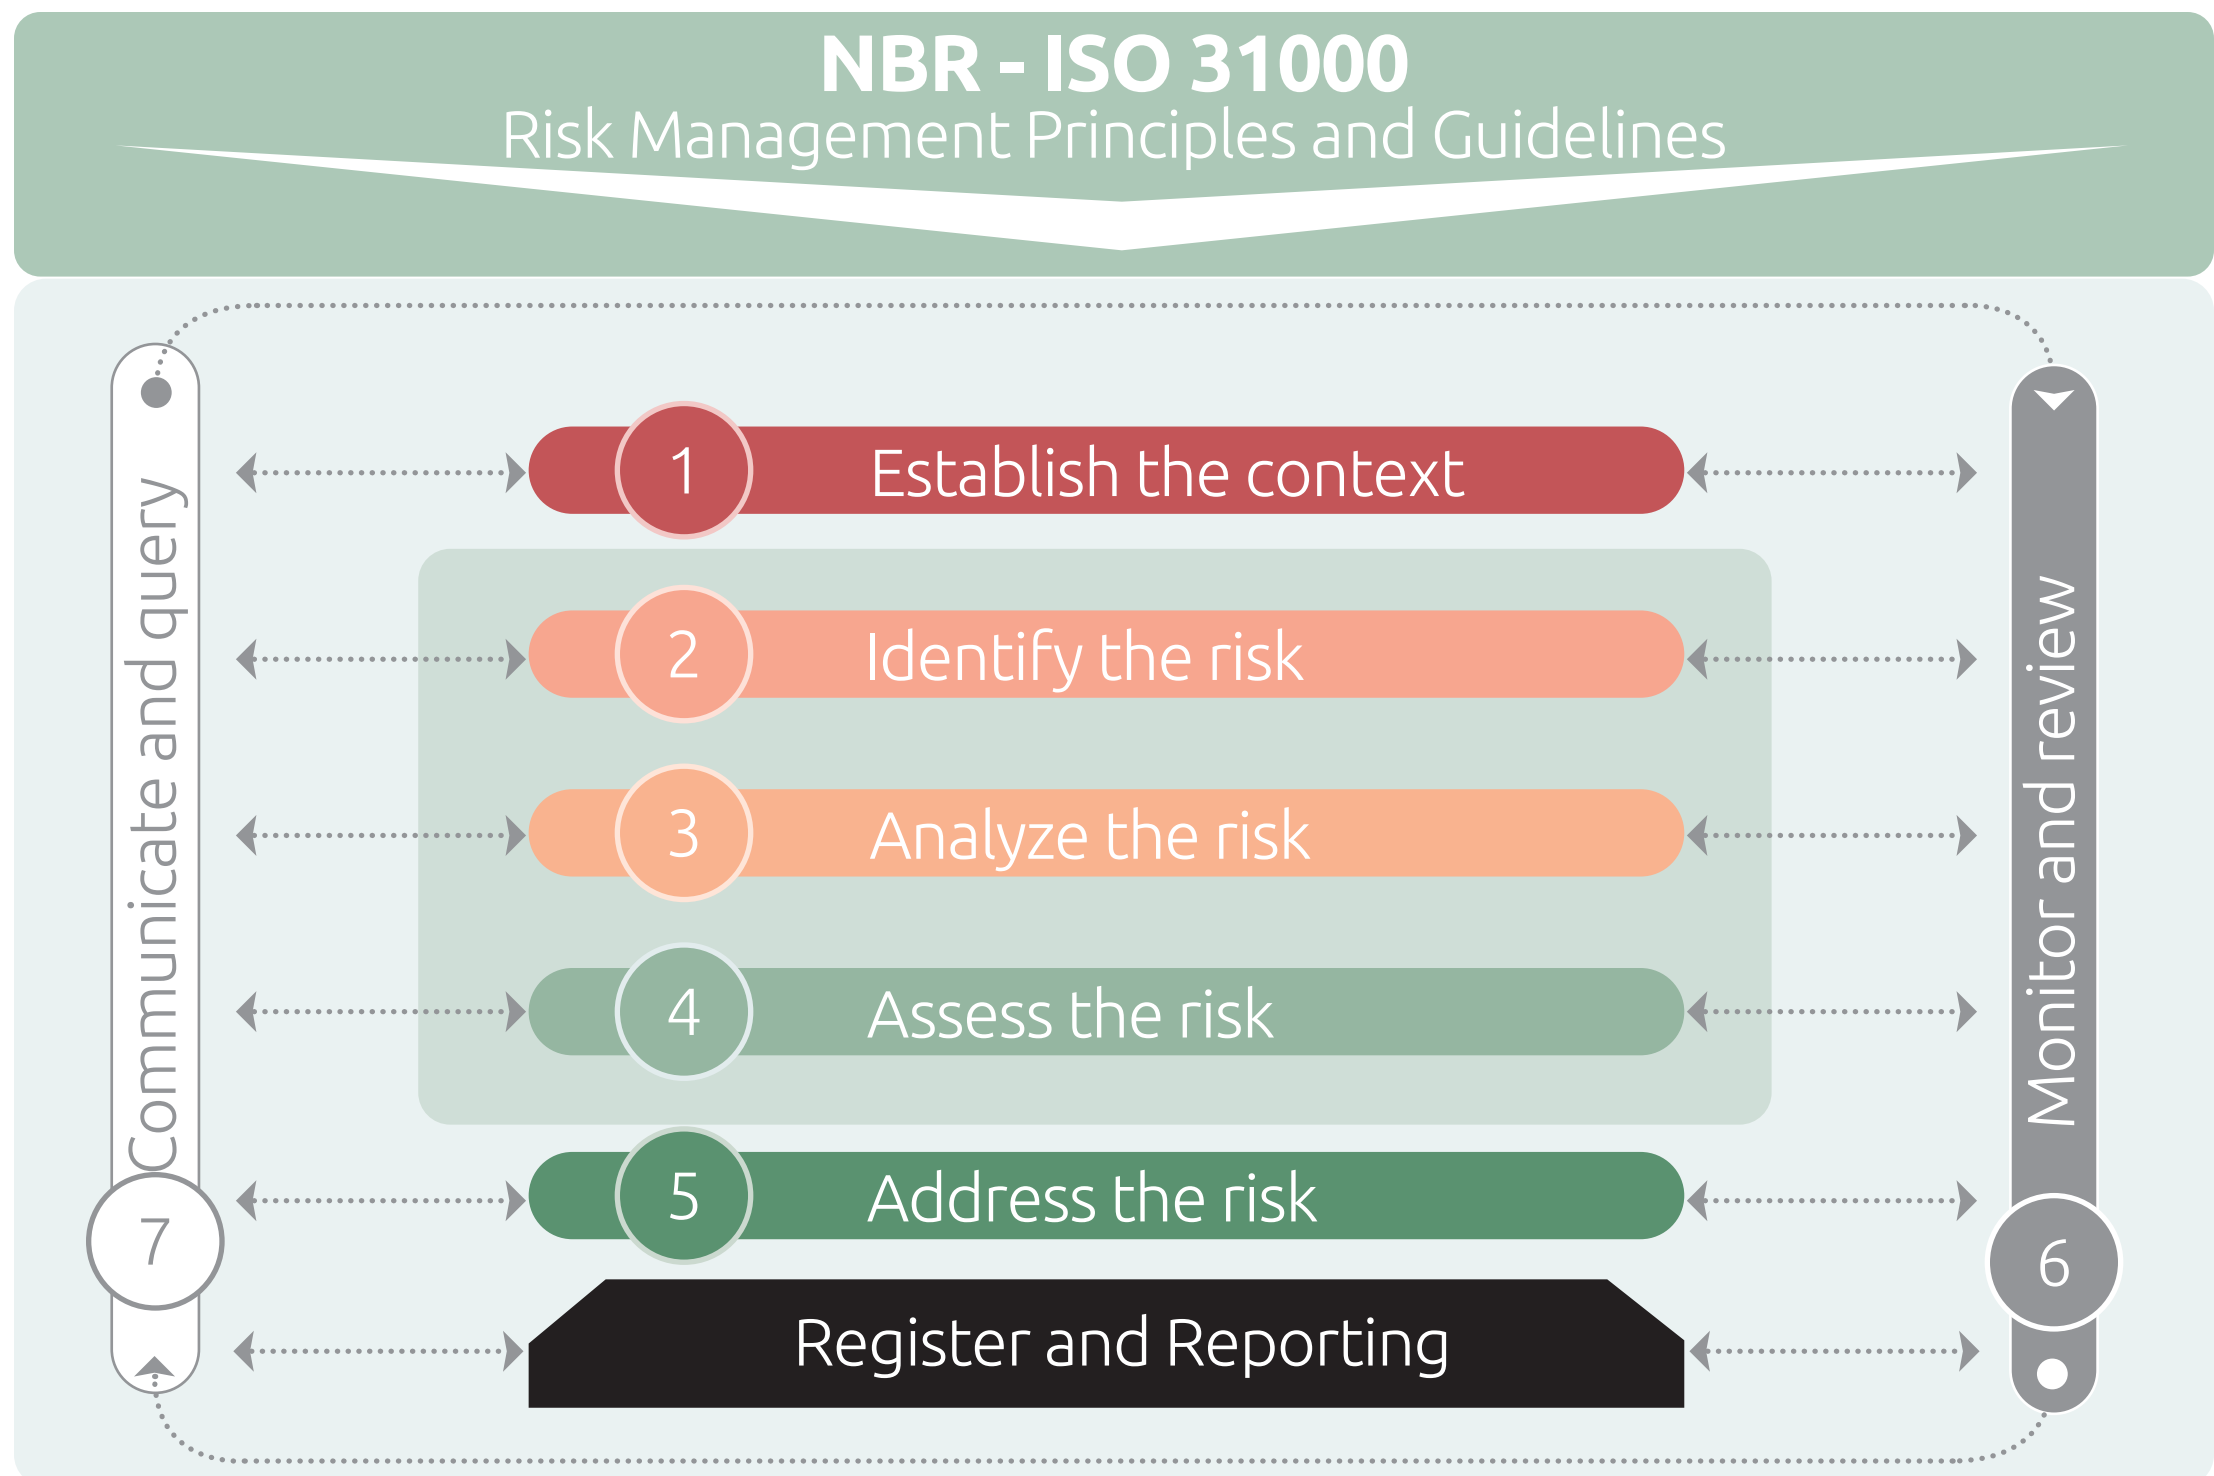 NBR - ISO 31000
Risk Management Principles and Guidelines
1 Establish the context
2 Identify the risk
3 Analyze the risk
4 Assess the risk
5 Address the risk
Register and Reporting
Communicate and query
7
Monitor and review
6